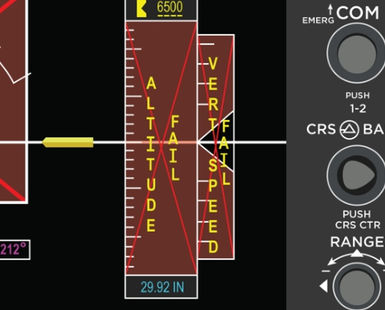 6500
ALTITUDE FAIL
VERT SPEED FAIL
212°
29.92 IN
EMERG COM
PUSH
1-2
CRS BA
PUSH
CRS CTR
RANGE